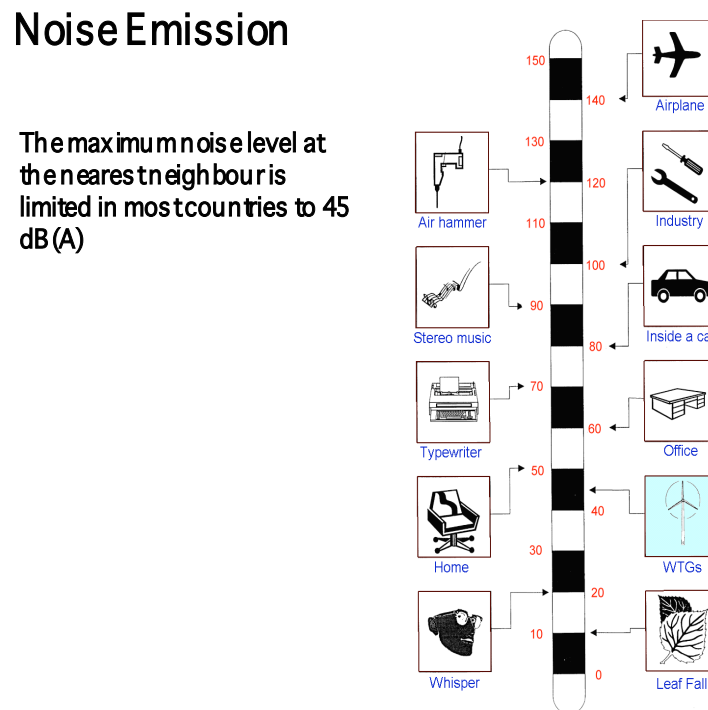 Noise Emission
The maximum noise level at
the nearest neighbour is
limited in most countries to 45
dB(A)
150
140
Airplane
130
120
Air hammer
Industry
110
100
90
Stereo music
Inside a ca
80
70
60
Typewriter
Office
50
40
Home
WTGs
30
20
10
0
Whisper
Leaf Fall